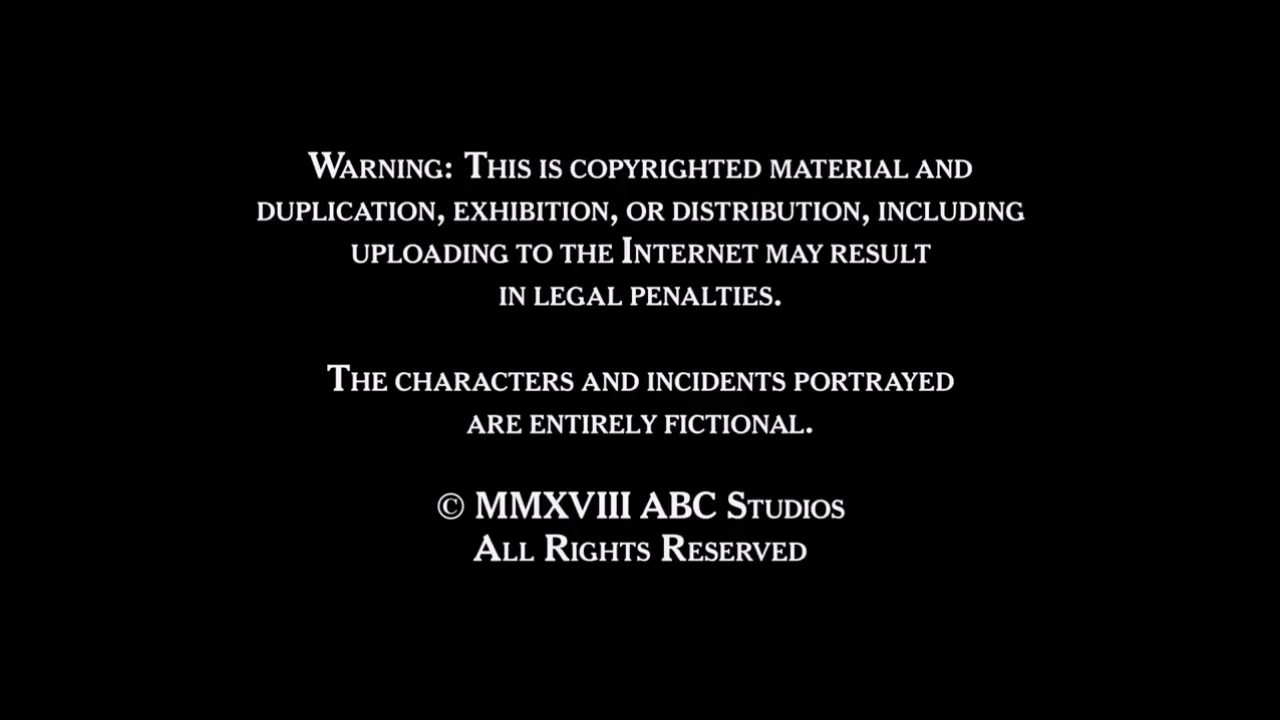 Warning: This is copyrighted material and
duplication, exhibition, or distribution, including
uploading to the Internet may result
in legal penalties.
The characters and incidents portrayed
are entirely fictional.
© MMXVIII ABC Studios
All Rights Reserved